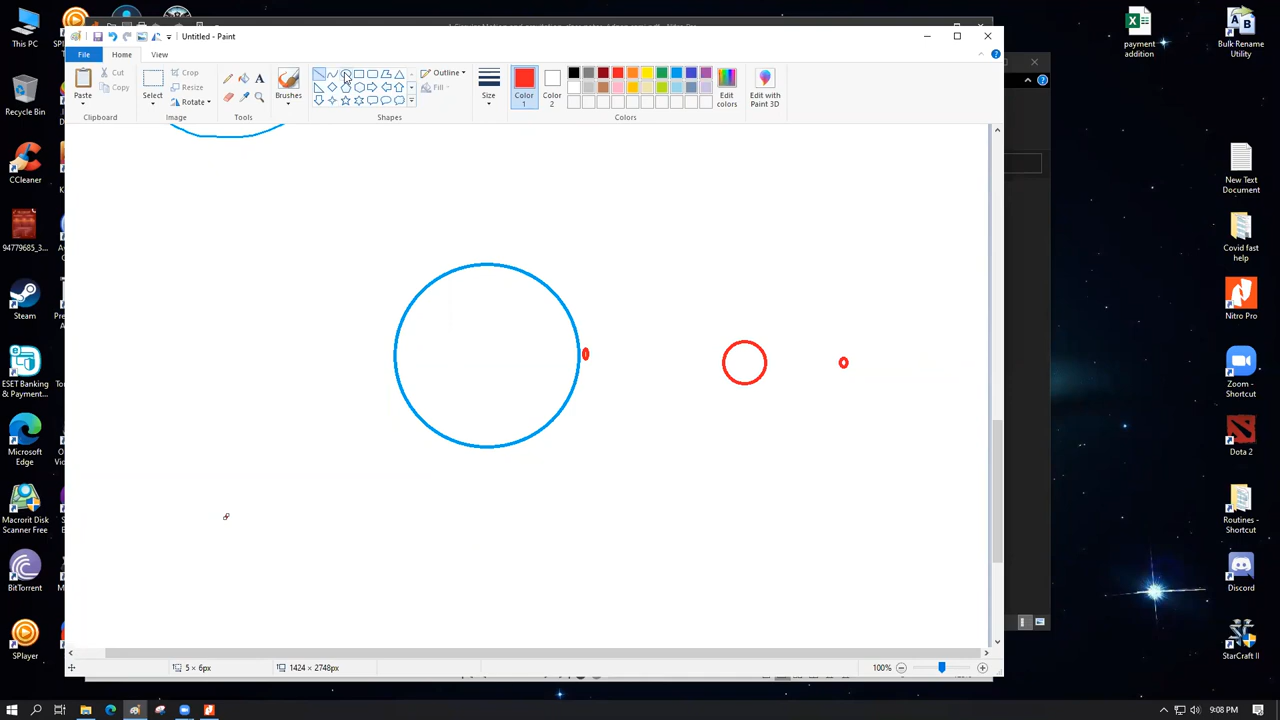 This PC
Untitled - Paint
File
Home
View
Paste
Cut
Copy
Clipboard
Select
Crop
Resize
Rotate
Image
Tools
Brushes
Shapes
Outline
Fill
Size
Color 1
Color 2
Edit colors
Edit with Paint 3D
Colors
Recycle Bin
CCleaner
94779685_3...
Steam
ESET Banking & Payment...
Microsoft Edge
Macrorit Disk Scanner Free
BitTorrent
SPlayer
payment addition
Bulk Rename Utility
New Text Document
Covid fast help
Nitro Pro
Zoom - Shortcut
Dota 2
Routines - Shortcut
Discord
StarCraft II
5 × 6px
1424 × 2748px
100%
9:08 PM